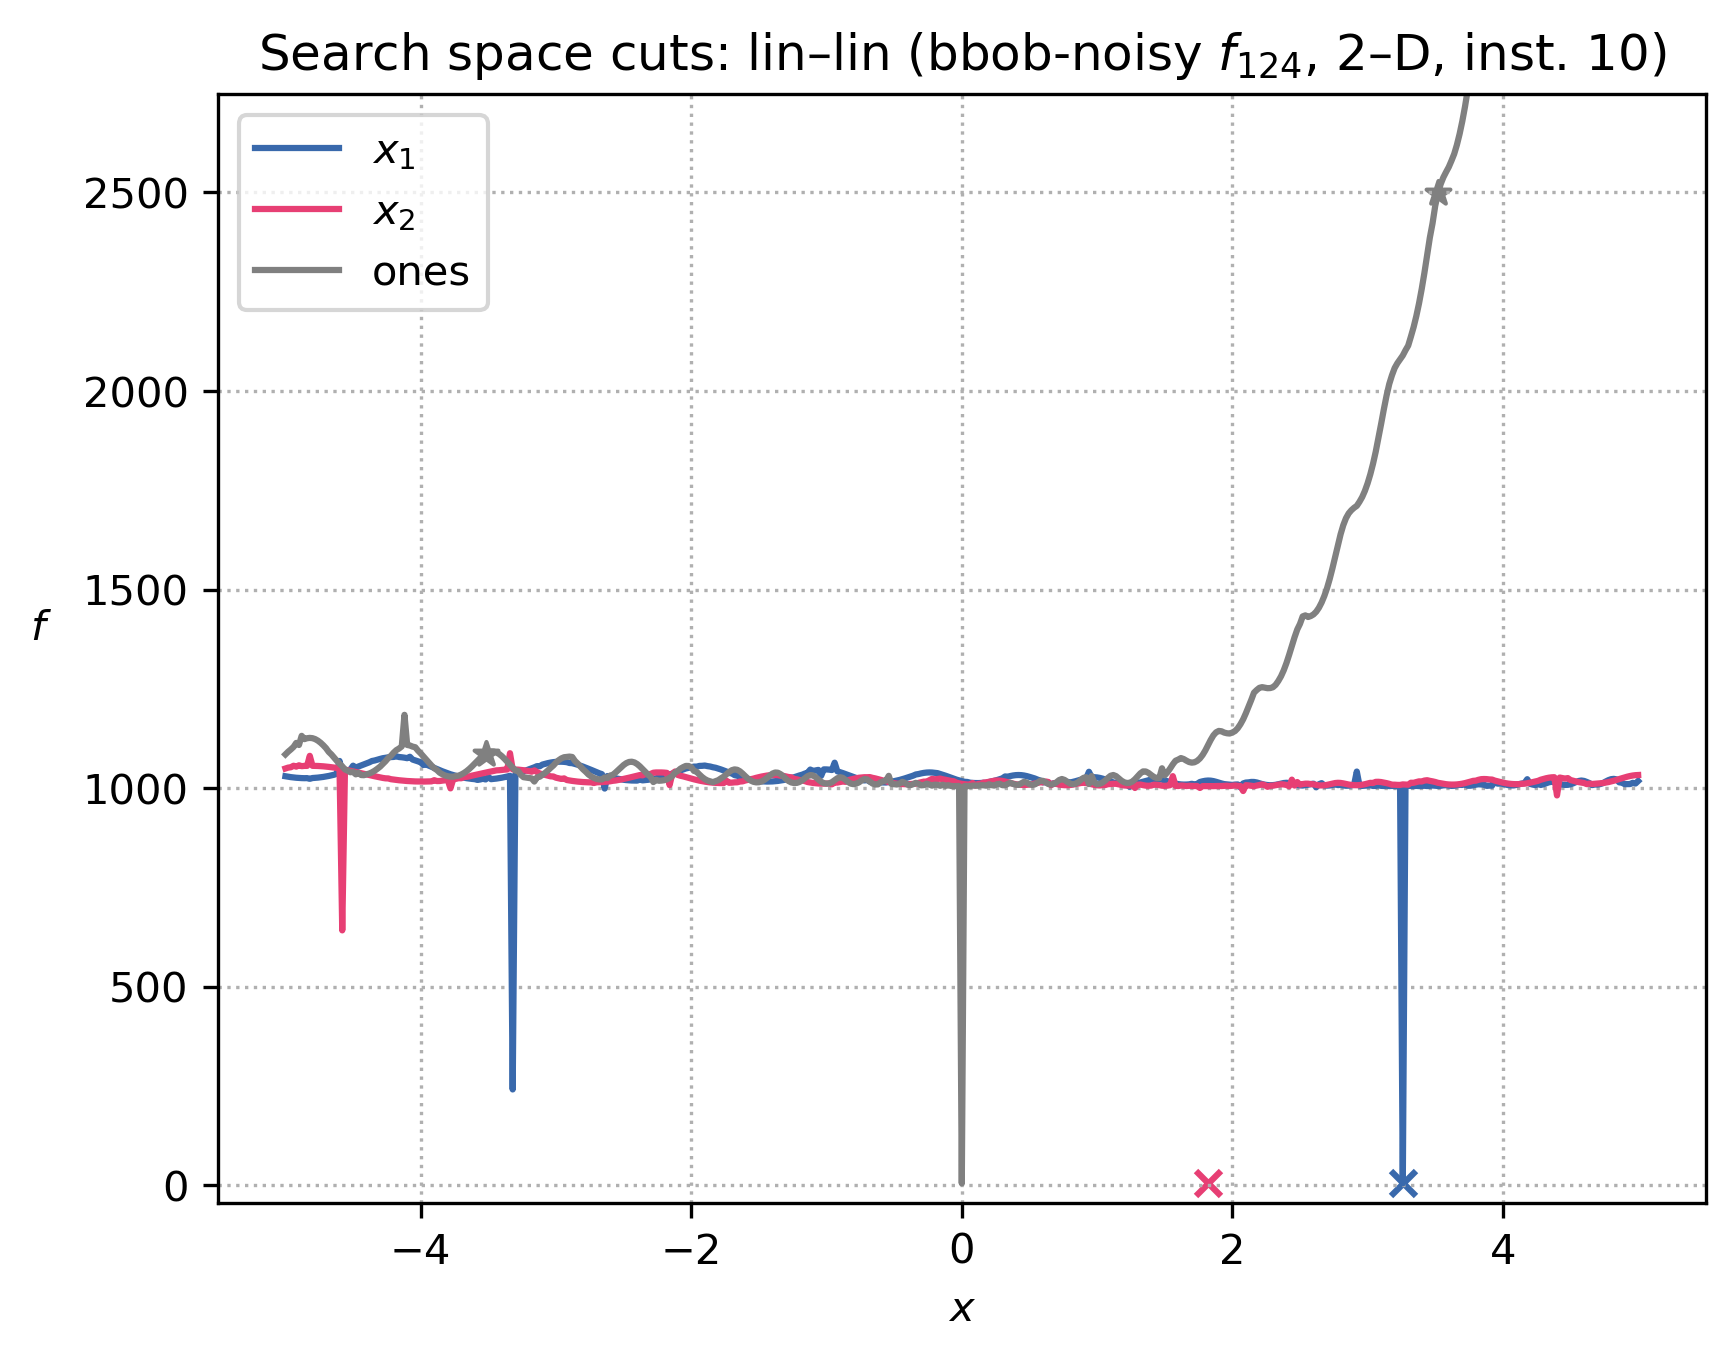 Search space cuts: lin–lin (bbob-noisy f₁₂₄, 2–D, inst. 10)
x₁
x₂
ones
2500
2000
1500
1000
500
0
f
−4
−2
0
2
4
x